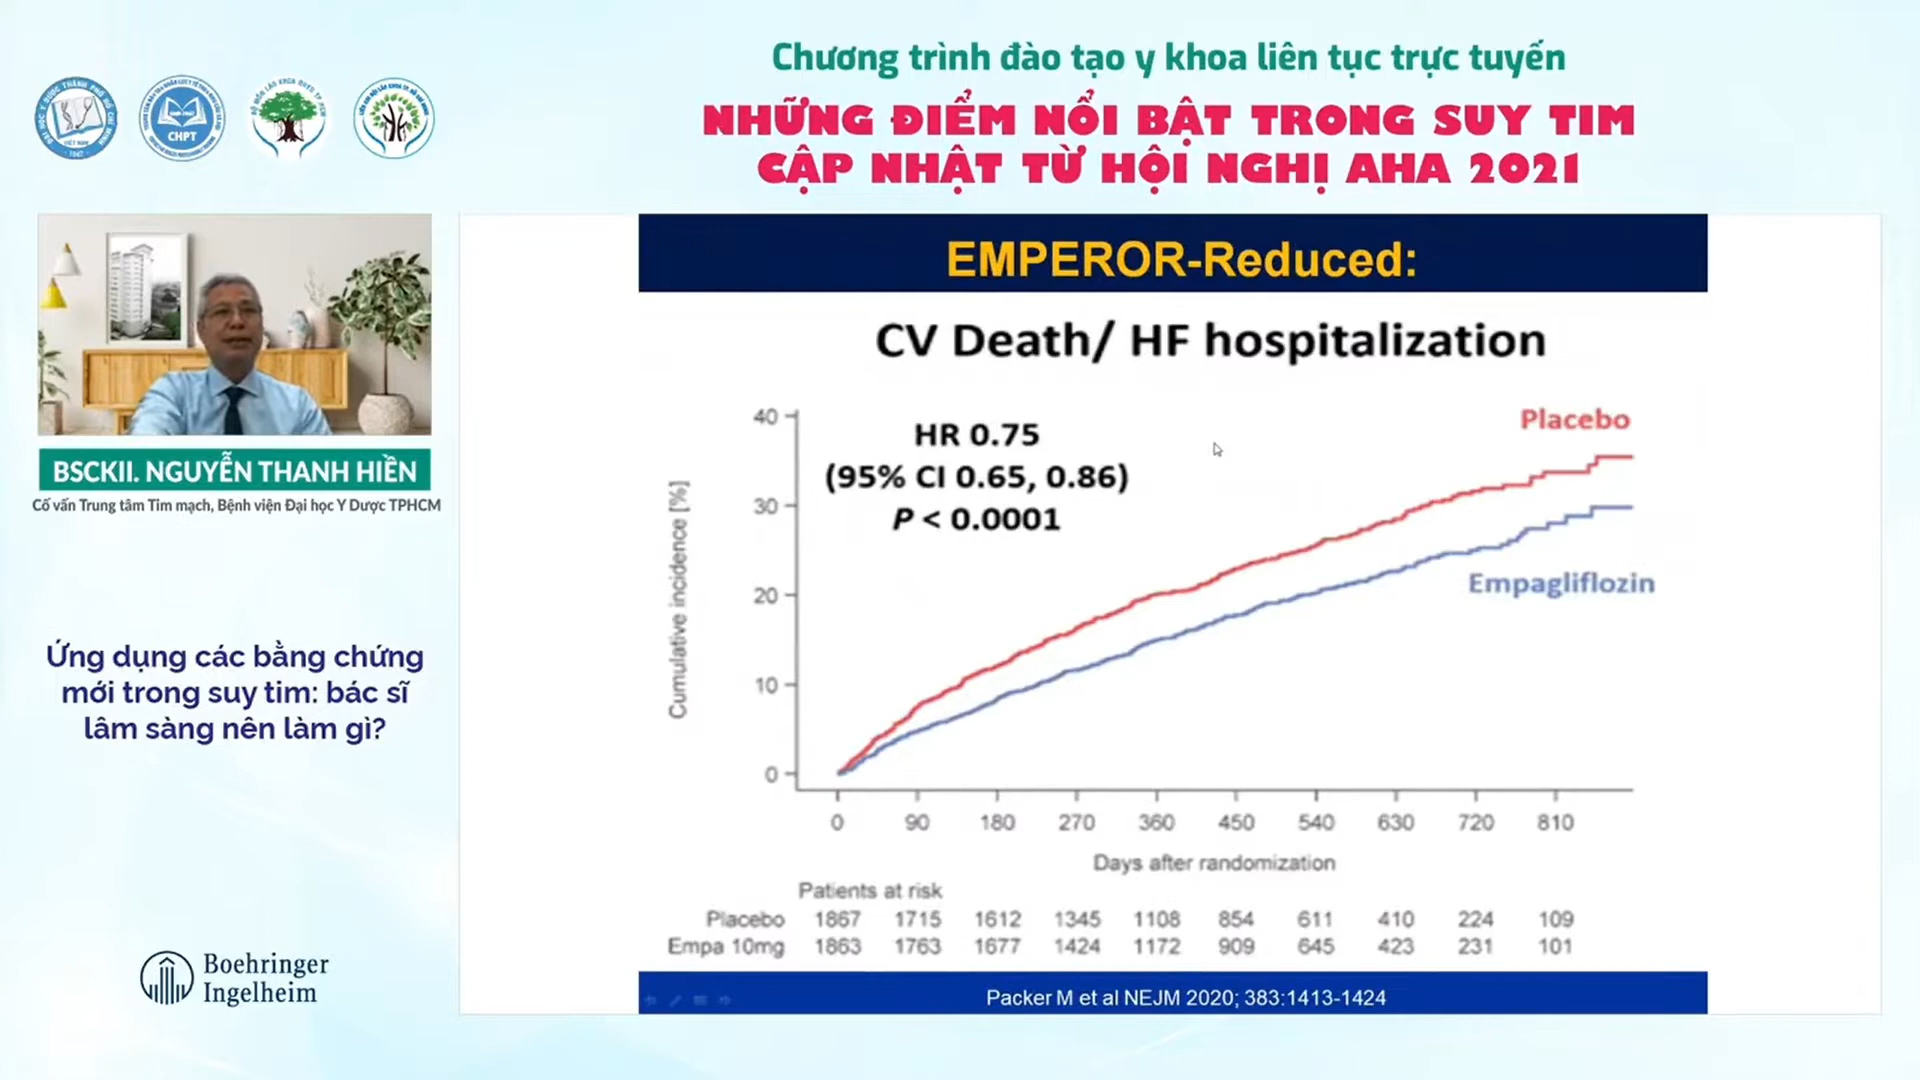 Chương trình đào tạo y khoa liên tục trực tuyến
NHỮNG ĐIỂM NỔI BẬT TRONG SUY TIM
CẬP NHẬT TỪ HỘI NGHỊ AHA 2021
CHPT
BSCKII. NGUYỄN THANH HIỀN
Cố vấn Trung tâm Tim mạch, Bệnh viện Đại học Y Dược TPHCM
Ứng dụng các bằng chứng
mới trong suy tim: bác sĩ
lâm sàng nên làm gì?
Boehringer
Ingelheim
EMPEROR-Reduced:
CV Death/ HF hospitalization
HR 0.75
(95% CI 0.65, 0.86)
P < 0.0001
Placebo
Empagliflozin
Cumulative incidence [%]
40
30
20
10
0
0 90 180 270 360 450 540 630 720 810
Days after randomization
Patients at risk
Placebo 1867 1715 1612 1345 1108 854 611 410 224 109
Empa 10mg 1863 1763 1677 1424 1172 909 645 423 231 101
Packer M et al NEJM 2020; 383:1413-1424